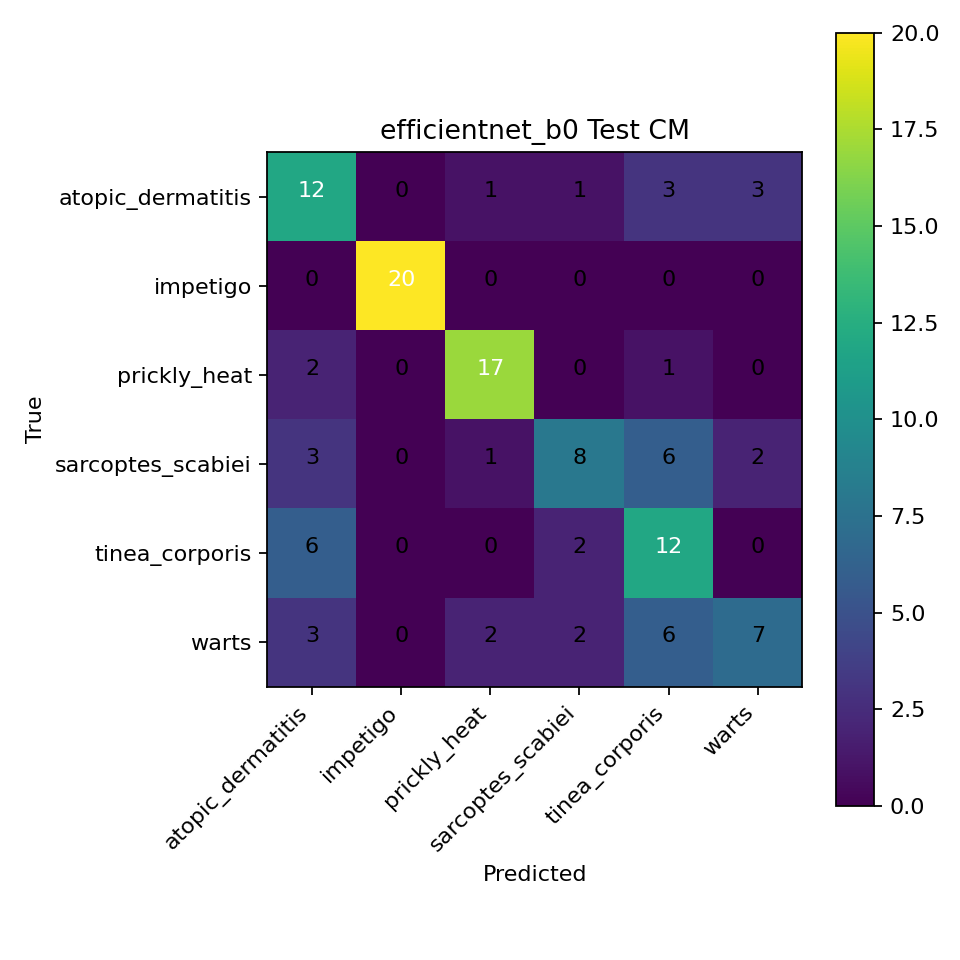 efficientnet_b0 Test CM
True
atopic_dermatitis 12 0 1 1 3 3
impetigo 0 20 0 0 0 0
prickly_heat 2 0 17 0 1 0
sarcoptes_scabiei 3 0 1 8 6 2
tinea_corporis 6 0 0 2 12 0
warts 3 0 2 2 6 7
atopic_dermatitis impetigo prickly_heat sarcoptes_scabiei tinea_corporis warts
Predicted
20.0
17.5
15.0
12.5
10.0
7.5
5.0
2.5
0.0